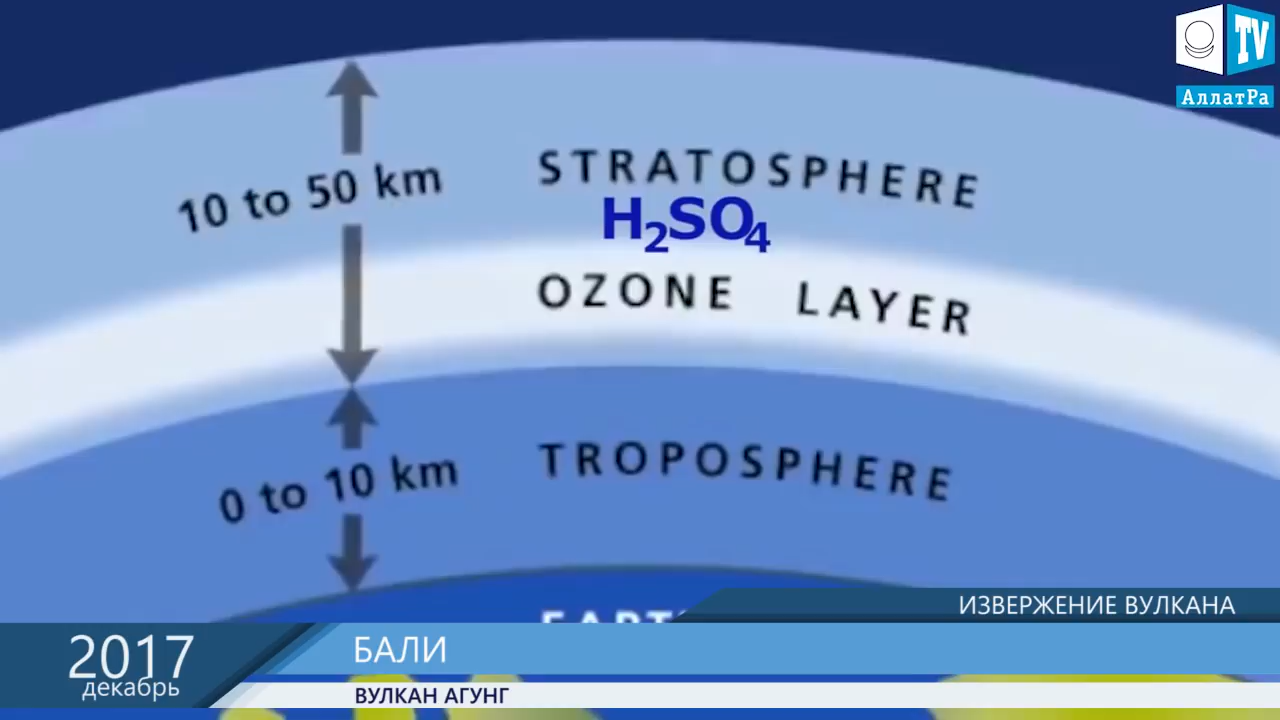 TV
АллатРа
STRATOSPHERE
10 to 50 km
H₂SO₄
OZONE LAYER
TROPOSPHERE
0 to 10 km
ИЗВЕРЖЕНИЕ ВУЛКАНА
2017
декабрь
БАЛИ
ВУЛКАН АГУНГ